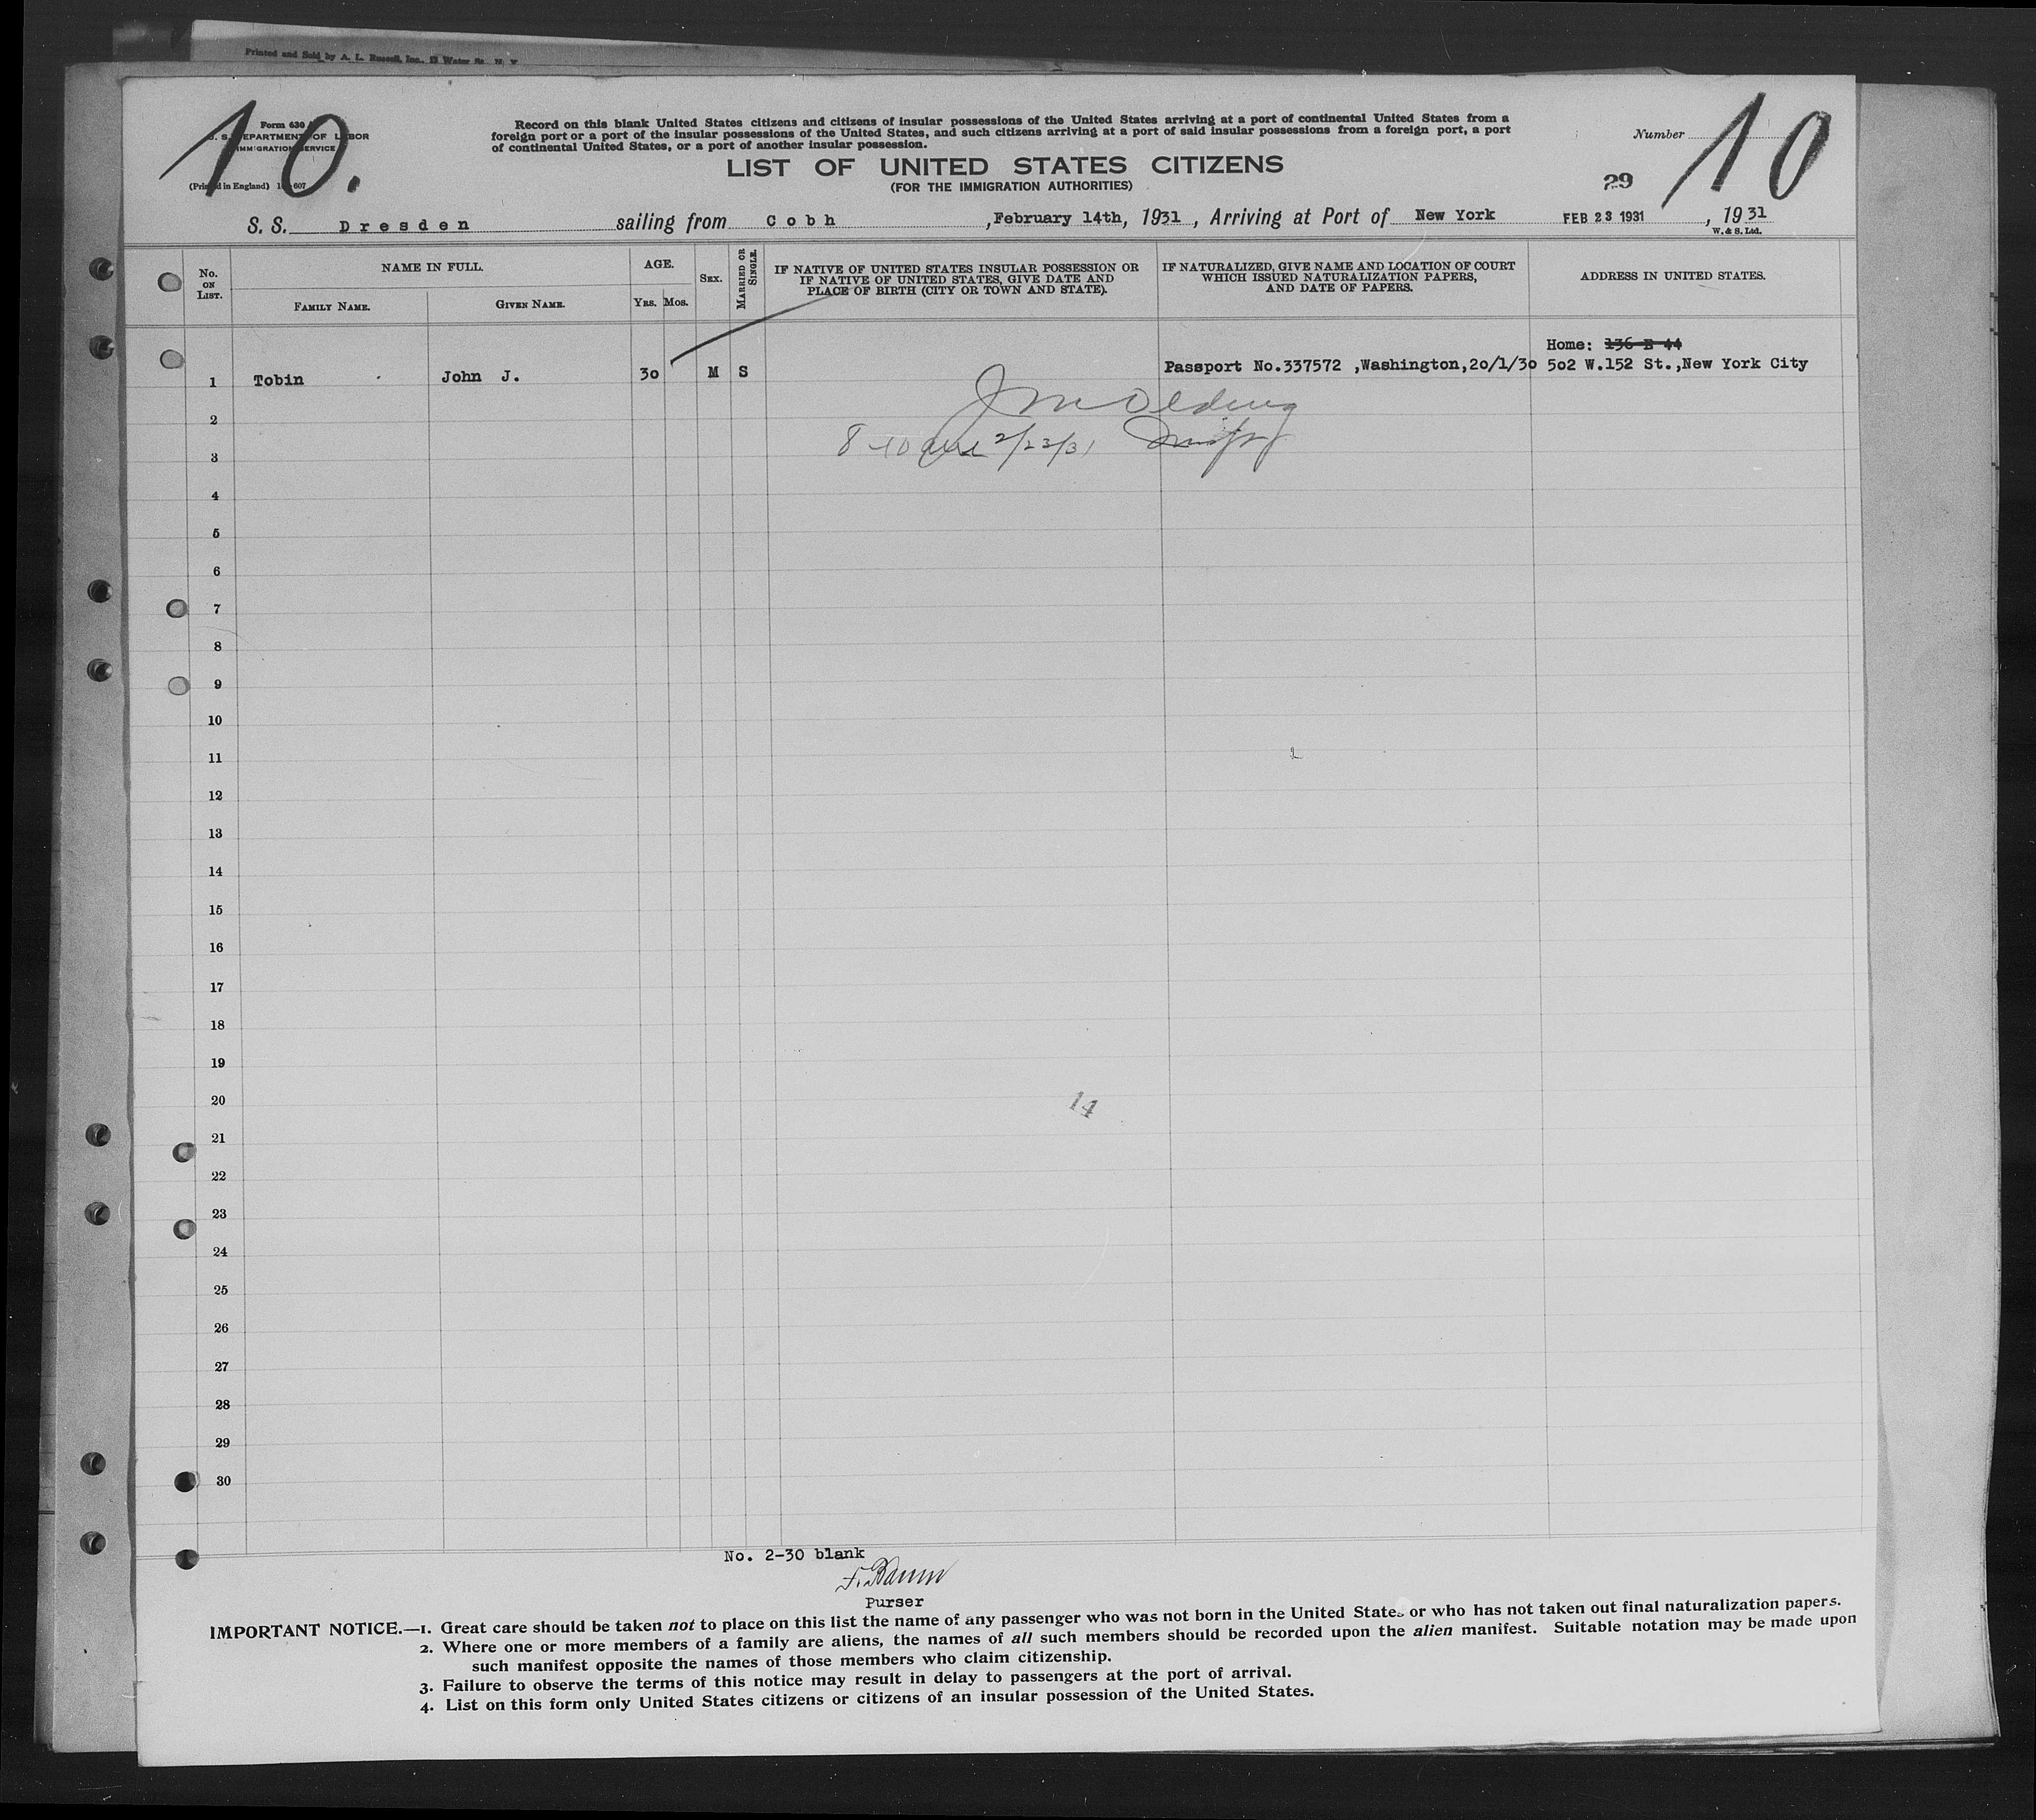 Printed and Sold by A. L. Russell, Inc., 12 Water St., N. Y.
10.
Form 630
U. S. DEPARTMENT OF LABOR
IMMIGRATION SERVICE
(Printed in England) 607
Record on this blank United States citizens and citizens of insular possessions of the United States arriving at a port of continental United States from a
foreign port or a port of the insular possessions of the United States, and such citizens arriving at a port of said insular possessions from a foreign port, a port
of continental United States, or a port of another insular possession.
LIST OF UNITED STATES CITIZENS
(FOR THE IMMIGRATION AUTHORITIES)
Number 10
29
S. S. Dresden sailing from Cobh , February 14th, 1931 , Arriving at Port of New York FEB 23 1931 , 1931
W. & S. Ltd.
No. ON LIST.
NAME IN FULL.
FAMILY NAME.
GIVEN NAME.
AGE.
YRS. MOS.
SEX.
MARRIED OR SINGLE.
IF NATIVE OF UNITED STATES INSULAR POSSESSION OR
IF NATIVE OF UNITED STATES, GIVE DATE AND
PLACE OF BIRTH (CITY OR TOWN AND STATE).
IF NATURALIZED, GIVE NAME AND LOCATION OF COURT
WHICH ISSUED NATURALIZATION PAPERS,
AND DATE OF PAPERS.
ADDRESS IN UNITED STATES.
Home: 136 E 44
1 Tobin John J. 30 M S Passport No.337572 ,Washington,20/1/30 502 W.152 St.,New York City
2
2/23/31
3
4
5
6
7
8
9
10
11
12
13
14
15
16
17
18
19
20
14
21
22
23
24
25
26
27
28
29
30
No. 2-30 blank
F. Baum
Purser
IMPORTANT NOTICE.—1. Great care should be taken not to place on this list the name of any passenger who was not born in the United States or who has not taken out final naturalization papers.
2. Where one or more members of a family are aliens, the names of all such members should be recorded upon the alien manifest. Suitable notation may be made upon
such manifest opposite the names of those members who claim citizenship.
3. Failure to observe the terms of this notice may result in delay to passengers at the port of arrival.
4. List on this form only United States citizens or citizens of an insular possession of the United States.